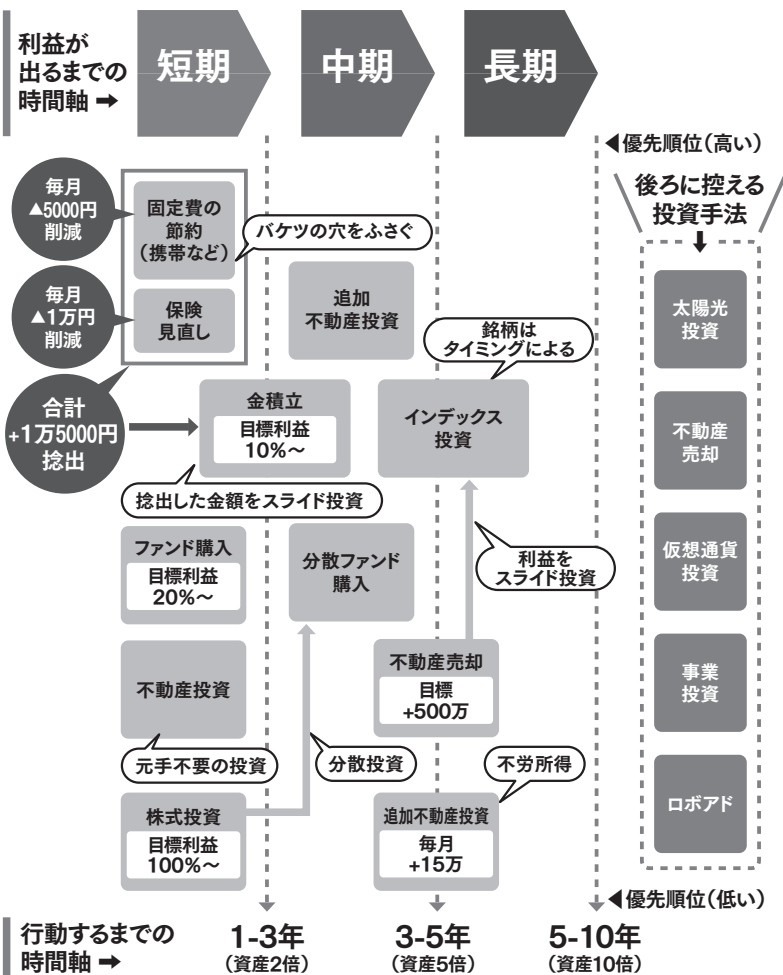 利益が
出るまでの
時間軸 ➡
短期
中期
長期
◀優先順位(高い)
後ろに控える
投資手法
毎月
▲5000円
削減
固定費の
節約
(携帯など)
バケツの穴をふさぐ
毎月
▲1万円
削減
保険
見直し
追加
不動産投資
銘柄は
タイミングによる
太陽光
投資
合計
+1万5000円
捻出
金積立
目標利益
10%～
インデックス
投資
不動産
売却
捻出した金額をスライド投資
ファンド購入
目標利益
20%～
分散ファンド
購入
利益を
スライド投資
仮想通貨
投資
不動産投資
不動産売却
目標
+500万
事業
投資
元手不要の投資
分散投資
不労所得
株式投資
目標利益
100%～
追加不動産投資
毎月
+15万
ロボアド
◀優先順位(低い)
行動するまでの
時間軸 ➡
1-3年
(資産2倍)
3-5年
(資産5倍)
5-10年
(資産10倍)